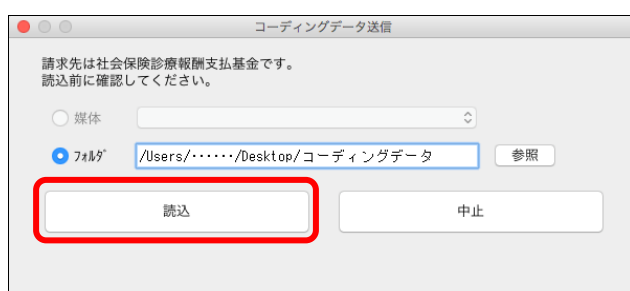 コーディングデータ送信
請求先は社会保険診療報酬支払基金です。
読込前に確認してください。
媒体
ﾌｫﾙﾀﾞ /Users/‥‥‥/Desktop/コーディングデータ 参照
読込 中止